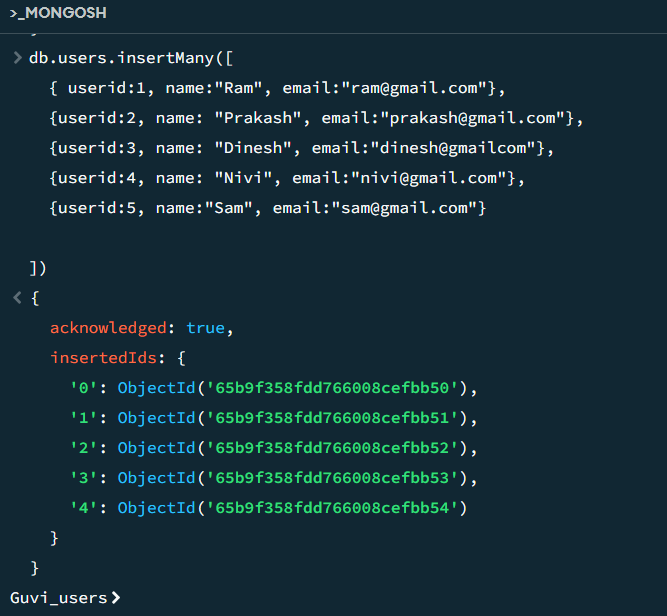 >_MONGOSH
> db.users.insertMany([
{ userid:1, name:"Ram", email:"ram@gmail.com"},
{userid:2, name: "Prakash", email:"prakash@gmail.com"},
{userid:3, name: "Dinesh", email:"dinesh@gmailcom"},
{userid:4, name: "Nivi", email:"nivi@gmail.com"},
{userid:5, name:"Sam", email:"sam@gmail.com"}
])
< {
acknowledged: true,
insertedIds: {
'0': ObjectId('65b9f358fdd766008cefbb50'),
'1': ObjectId('65b9f358fdd766008cefbb51'),
'2': ObjectId('65b9f358fdd766008cefbb52'),
'3': ObjectId('65b9f358fdd766008cefbb53'),
'4': ObjectId('65b9f358fdd766008cefbb54')
}
}
Guvi_users>